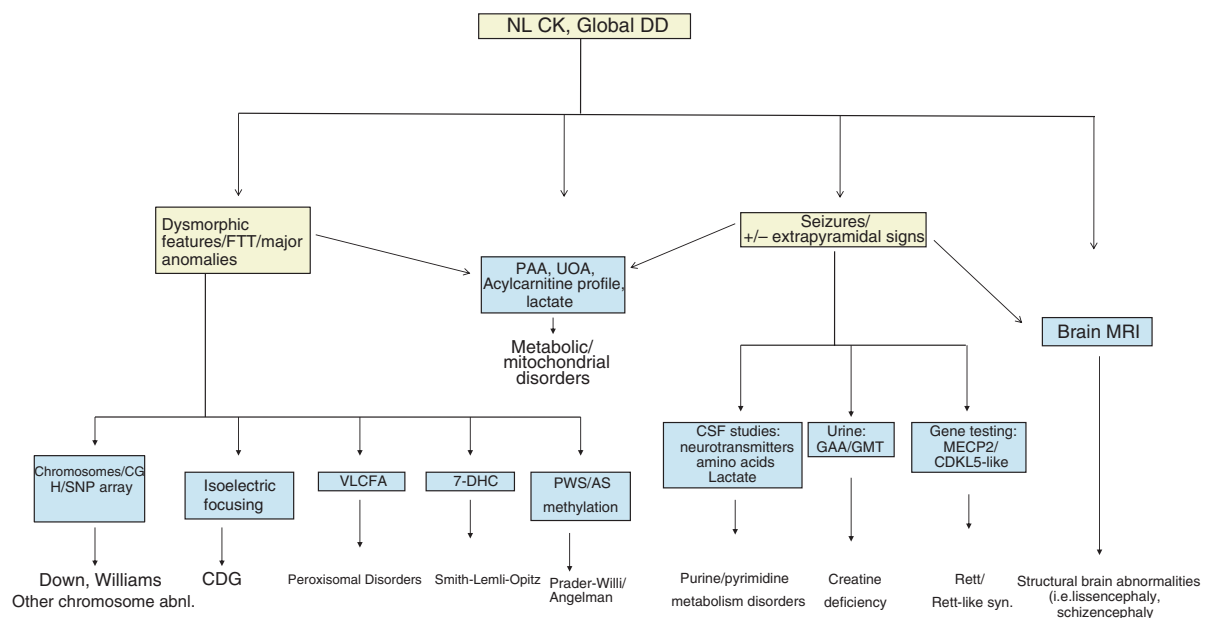 NL CK, Global DD
Dysmorphic
features/FTT/major
anomalies
Seizures/
+/– extrapyramidal signs
PAA, UOA,
Acylcarnitine profile,
lactate
Brain MRI
Metabolic/
mitochondrial
disorders
Chromosomes/CG
H/SNP array
Isoelectric
focusing
VLCFA
7-DHC
PWS/AS
methylation
CSF studies:
neurotransmitters
amino acids
Lactate
Urine:
GAA/GMT
Gene testing:
MECP2/
CDKL5-like
Down, Williams
Other chromosome abnl.
CDG
Peroxisomal Disorders
Smith-Lemli-Opitz
Prader-Willi/
Angelman
Purine/pyrimidine
metabolism disorders
Creatine
deficiency
Rett/
Rett-like syn.
Structural brain abnormalities
(i.e.lissencephaly,
schizencephaly